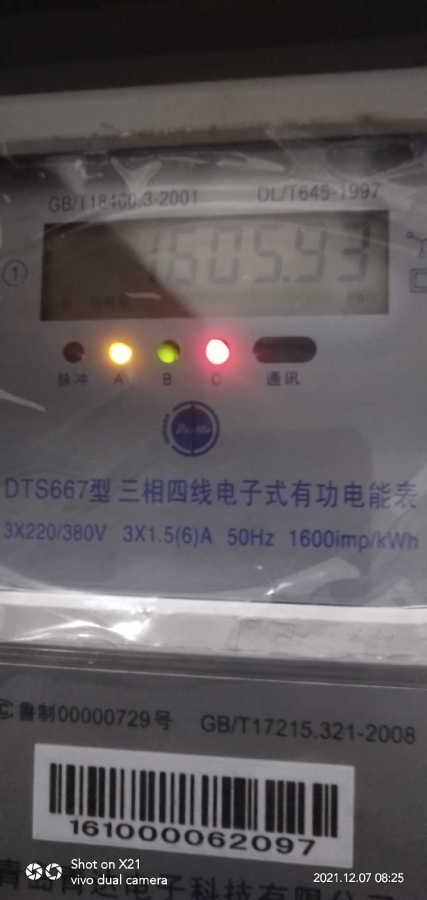 GB/T18460.3-2001 DL/T645-1997
1605.93
①
脉冲 A B C 通讯
DTS667型 三相四线电子式有功电能表
3X220/380V 3X1.5(6)A 50Hz 1600imp/kWh
鲁制00000729号 GB/T17215.321-2008
161000062097
Shot on X21
vivo dual camera
2021.12.07 08:25